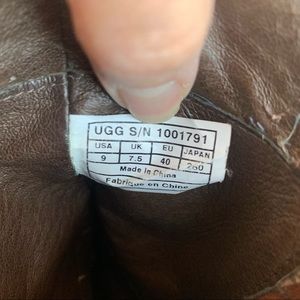 UGG S/N 1001791
USA UK EU JAPAN
9 7.5 40 260
Made in China
Fabriqué en Chine